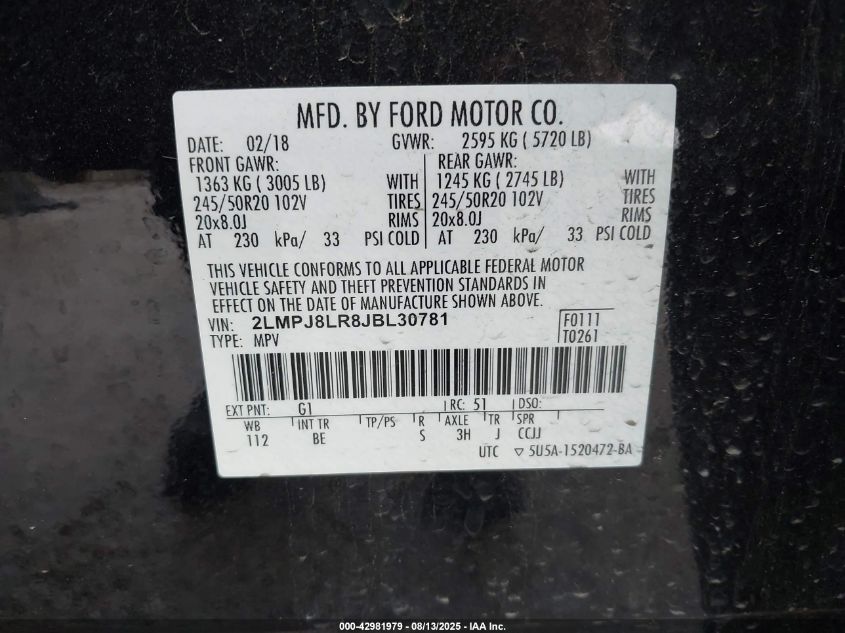 MFD. BY FORD MOTOR CO.
DATE: 02/18 GVWR: 2595 KG ( 5720 LB)
FRONT GAWR: REAR GAWR:
1363 KG ( 3005 LB) WITH 1245 KG ( 2745 LB) WITH
245/50R20 102V TIRES 245/50R20 102V TIRES
20x8.0J RIMS 20x8.0J RIMS
AT 230 kPa/ 33 PSI COLD AT 230 kPa/ 33 PSI COLD
THIS VEHICLE CONFORMS TO ALL APPLICABLE FEDERAL MOTOR
VEHICLE SAFETY AND THEFT PREVENTION STANDARDS IN
EFFECT ON THE DATE OF MANUFACTURE SHOWN ABOVE.
VIN: 2LMPJ8LR8JBL30781 F0111
TYPE: MPV T0261
EXT PNT: G1 RC: 51 DSO:
WB INT TR TP/PS R AXLE TR SPR
112 BE S 3H J CCJJ
UTC ▽ 5U5A-1520472-BA
000-42981979 - 08/13/2025 - IAA Inc.